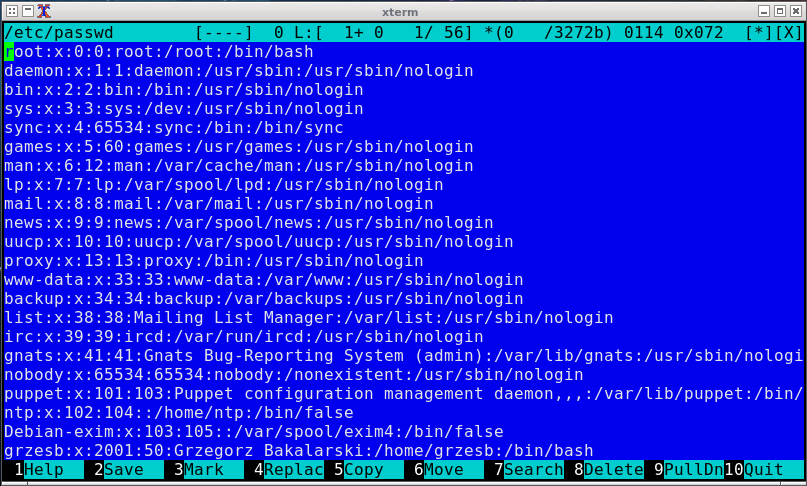 xterm
/etc/passwd [----] 0 L:[ 1+ 0 1/ 56] *(0 /3272b) 0114 0x072 [*][X]
root:x:0:0:root:/root:/bin/bash
daemon:x:1:1:daemon:/usr/sbin:/usr/sbin/nologin
bin:x:2:2:bin:/bin:/usr/sbin/nologin
sys:x:3:3:sys:/dev:/usr/sbin/nologin
sync:x:4:65534:sync:/bin:/bin/sync
games:x:5:60:games:/usr/games:/usr/sbin/nologin
man:x:6:12:man:/var/cache/man:/usr/sbin/nologin
lp:x:7:7:lp:/var/spool/lpd:/usr/sbin/nologin
mail:x:8:8:mail:/var/mail:/usr/sbin/nologin
news:x:9:9:news:/var/spool/news:/usr/sbin/nologin
uucp:x:10:10:uucp:/var/spool/uucp:/usr/sbin/nologin
proxy:x:13:13:proxy:/bin:/usr/sbin/nologin
www-data:x:33:33:www-data:/var/www:/usr/sbin/nologin
backup:x:34:34:backup:/var/backups:/usr/sbin/nologin
list:x:38:38:Mailing List Manager:/var/list:/usr/sbin/nologin
irc:x:39:39:ircd:/var/run/ircd:/usr/sbin/nologin
gnats:x:41:41:Gnats Bug-Reporting System (admin):/var/lib/gnats:/usr/sbin/nologi
nobody:x:65534:65534:nobody:/nonexistent:/usr/sbin/nologin
puppet:x:101:103:Puppet configuration management daemon,,,:/var/lib/puppet:/bin/
ntp:x:102:104::/home/ntp:/bin/false
Debian-exim:x:103:105::/var/spool/exim4:/bin/false
grzesb:x:2001:50:Grzegorz Bakalarski:/home/grzesb:/bin/bash
1Help 2Save 3Mark 4Replac 5Copy 6Move 7Search 8Delete 9PullDn 10Quit